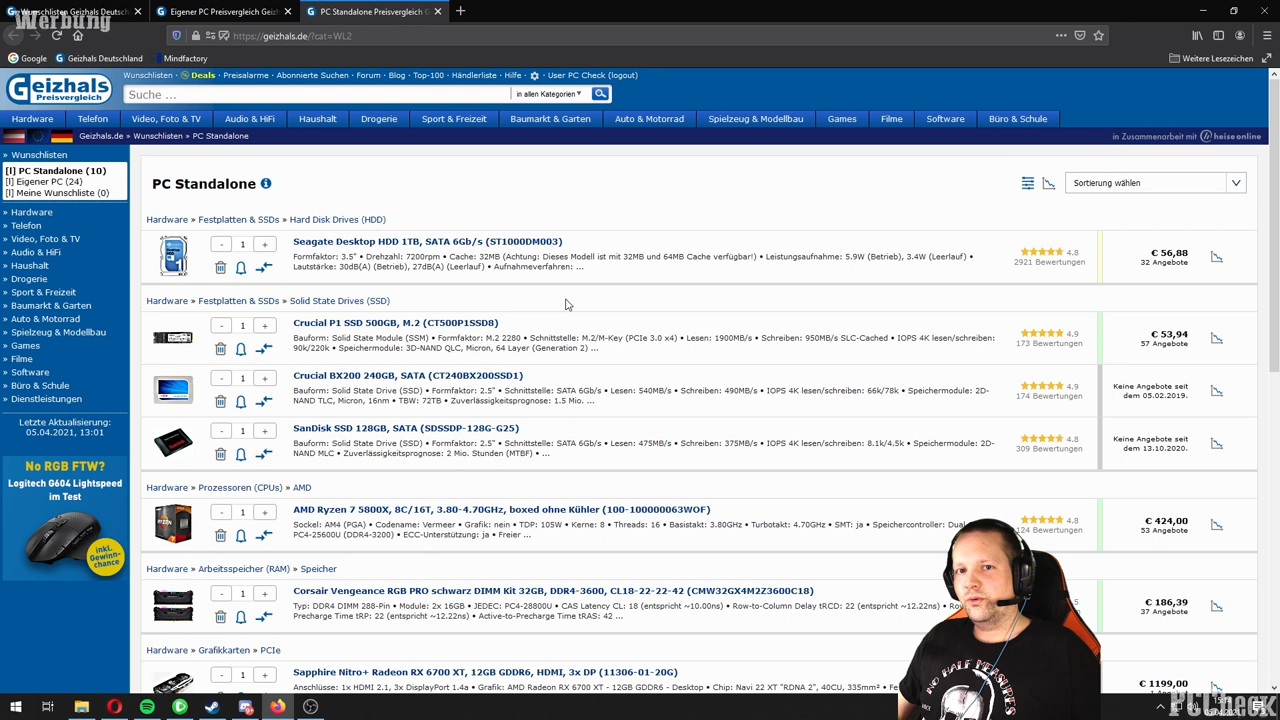 Werbung
Wunschlisten Geizhals Deutsch
Eigener PC Preisvergleich Geizh
PC Standalone Preisvergleich G
https://geizhals.de/?cat=WL2
Google
Geizhals Deutschland
Mindfactory
Weitere Lesezeichen
Geizhals
Preisvergleich
Wunschlisten · Deals · Preisalarme · Abonnierte Suchen · Forum · Blog · Top-100 · Händlerliste · Hilfe · User PC Check (logout)
Suche ...
in allen Kategorien
Hardware Telefon Video, Foto & TV Audio & HiFi Haushalt Drogerie Sport & Freizeit Baumarkt & Garten Auto & Motorrad Spielzeug & Modellbau Games Filme Software Büro & Schule
Geizhals.de » Wunschlisten » PC Standalone
in Zusammenarbeit mit heise online
» Wunschlisten
[l] PC Standalone (10)
[l] Eigener PC (24)
[l] Meine Wunschliste (0)
» Hardware
» Telefon
» Video, Foto & TV
» Audio & HiFi
» Haushalt
» Drogerie
» Sport & Freizeit
» Baumarkt & Garten
» Auto & Motorrad
» Spielzeug & Modellbau
» Games
» Filme
» Software
» Büro & Schule
» Dienstleistungen
Letzte Aktualisierung:
05.04.2021, 13:01
No RGB FTW?
Logitech G604 Lightspeed
im Test
inkl.
Gewinn-
chance
PC Standalone
Sortierung wählen
Hardware » Festplatten & SSDs » Hard Disk Drives (HDD)
- 1 +
Seagate Desktop HDD 1TB, SATA 6Gb/s (ST1000DM003)
Formfaktor: 3.5" • Drehzahl: 7200rpm • Cache: 32MB (Achtung: Dieses Modell ist mit 32MB und 64MB Cache verfügbar!) • Leistungsaufnahme: 5.9W (Betrieb), 3.4W (Leerlauf) •
Lautstärke: 30dB(A) (Betrieb), 27dB(A) (Leerlauf) • Aufnahmeverfahren: ...
4.8
2921 Bewertungen
€ 56,88
32 Angebote
Hardware » Festplatten & SSDs » Solid State Drives (SSD)
- 1 +
Crucial P1 SSD 500GB, M.2 (CT500P1SSD8)
Bauform: Solid State Module (SSM) • Formfaktor: M.2 2280 • Schnittstelle: M.2/M-Key (PCIe 3.0 x4) • Lesen: 1900MB/s • Schreiben: 950MB/s SLC-Cached • IOPS 4K lesen/schreiben:
90k/220k • Speichermodule: 3D-NAND QLC, Micron, 64 Layer (Generation 2) ...
4.9
173 Bewertungen
€ 53,94
57 Angebote
- 1 +
Crucial BX200 240GB, SATA (CT240BX200SSD1)
Bauform: Solid State Drive (SSD) • Formfaktor: 2.5" • Schnittstelle: SATA 6Gb/s • Lesen: 540MB/s • Schreiben: 490MB/s • IOPS 4K lesen/schreiben: 66k/78k • Speichermodule: 2D-
NAND TLC, Micron, 16nm • TBW: 72TB • Zuverlässigkeitsprognose: 1.5 Mio. ...
4.9
174 Bewertungen
Keine Angebote seit
dem 05.02.2019.
- 1 +
SanDisk SSD 128GB, SATA (SDSSDP-128G-G25)
Bauform: Solid State Drive (SSD) • Formfaktor: 2.5" • Schnittstelle: SATA 6Gb/s • Lesen: 475MB/s • Schreiben: 375MB/s • IOPS 4K lesen/schreiben: 8.1k/4.5k • Speichermodule: 2D-
NAND MLC • Zuverlässigkeitsprognose: 2 Mio. Stunden (MTBF) • ...
4.8
309 Bewertungen
Keine Angebote seit
dem 13.10.2020.
Hardware » Prozessoren (CPUs) » AMD
- 1 +
RYZEN
AMD Ryzen 7 5800X, 8C/16T, 3.80-4.70GHz, boxed ohne Kühler (100-100000063WOF)
Sockel: AM4 (PGA) • Codename: Vermeer • Grafik: nein • TDP: 105W • Kerne: 8 • Threads: 16 • Basistakt: 3.80GHz • Turbotakt: 4.70GHz • SMT: ja • Speichercontroller: Dual
PC4-25600U (DDR4-3200) • ECC-Unterstützung: ja • Freier ...
4.8
124 Bewertungen
€ 424,00
53 Angebote
Hardware » Arbeitsspeicher (RAM) » Speicher
- 1 +
Corsair Vengeance RGB PRO schwarz DIMM Kit 32GB, DDR4-3600, CL18-22-22-42 (CMW32GX4M2Z3600C18)
Typ: DDR4 DIMM 288-Pin • Module: 2x 16GB • JEDEC: PC4-28800U • CAS Latency CL: 18 (entspricht ~10.00ns) • Row-to-Column Delay tRCD: 22 (entspricht ~12.22ns) •
Precharge Time tRP: 22 (entspricht ~12.22ns) • Active-to-Precharge Time tRAS: 42 ...
€ 186,39
37 Angebote
Hardware » Grafikkarten » PCIe
- 1 +
Sapphire Nitro+ Radeon RX 6700 XT, 12GB GDDR6, HDMI, 3x DP (11306-01-20G)
Anschlüsse: 1x HDMI 2.1, 3x DisplayPort 1.4a • Grafik: AMD Radeon RX 6700 XT - 12GB GDDR6 - Desktop • Chip: Navi 22 XT "RDNA 2", 40CU, 335mm²
€ 1199,00
NO HALF MEASURES
PCCheck